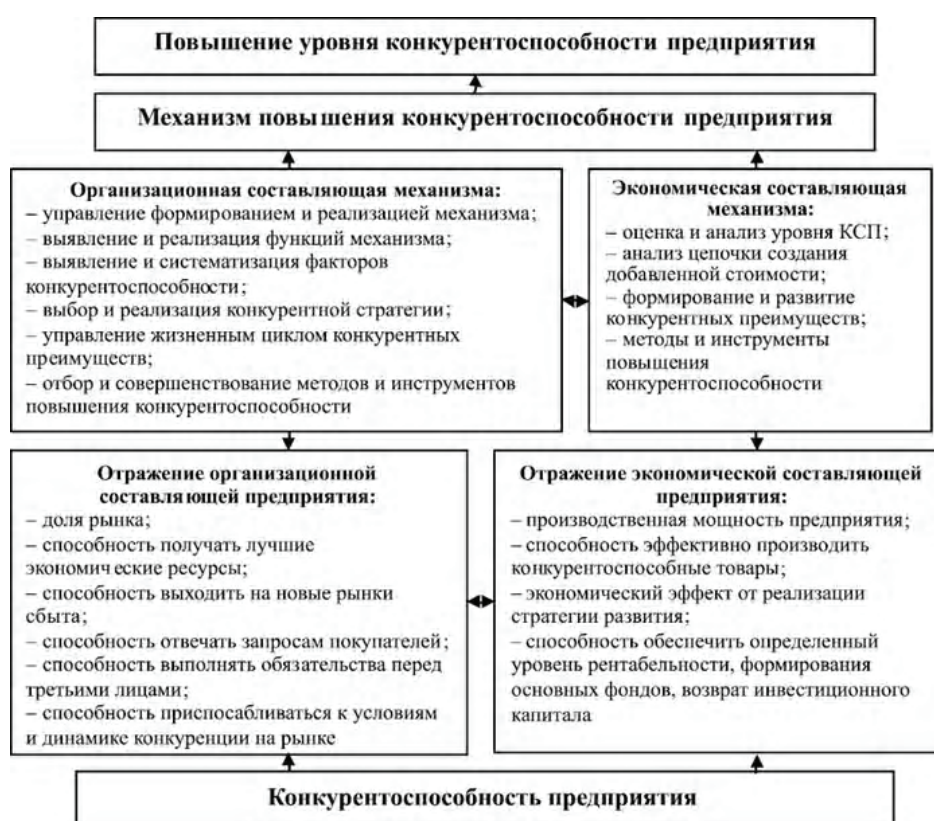 Повышение уровня конкурентоспособности предприятия
Механизм повышения конкурентоспособности предприятия
Организационная составляющая механизма:
– управление формированием и реализацией механизма;
– выявление и реализация функций механизма;
– выявление и систематизация факторов
конкурентоспособности;
– выбор и реализация конкурентной стратегии;
– управление жизненным циклом конкурентных
преимуществ;
– отбор и совершенствование методов и инструментов
повышения конкурентоспособности
Экономическая составляющая
механизма:
– оценка и анализ уровня КСП;
– анализ цепочки создания
добавленной стоимости;
– формирование и развитие
конкурентных преимуществ;
– методы и инструменты
повышения
конкурентоспособности
Отражение организационной
составляющей предприятия:
– доля рынка;
– способность получать лучшие
экономические ресурсы;
– способность выходить на новые рынки
сбыта;
– способность отвечать запросам покупателей;
– способность выполнять обязательства перед
третьими лицами;
– способность приспосабливаться к условиям
и динамике конкуренции на рынке
Отражение экономической составляющей
предприятия:
– производственная мощность предприятия;
– способность эффективно производить
конкурентоспособные товары;
– экономический эффект от реализации
стратегии развития;
– способность обеспечить определенный
уровень рентабельности, формирования
основных фондов, возврат инвестиционного
капитала
Конкурентоспособность предприятия